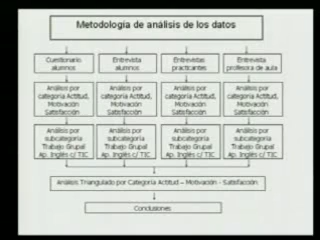 Metodología de análisis de los datos
Cuestionario
alumnos
Entrevista
alumnos
Entrevistas
practicantes
Entrevista
profesora de aula
Análisis por
categoría Actitud,
Motivación
Satisfacción
Análisis por
categoría Actitud,
Motivación
Satisfacción
Análisis por
categoría Actitud,
Motivación
Satisfacción
Análisis por
categoría Actitud,
Motivación
Satisfacción
Análisis por
subcategoría
Trabajo Grupal
Ap. Inglés c/ TIC
Análisis por
subcategoría
Trabajo Grupal
Ap. Inglés c/ TIC
Análisis por
subcategoría
Trabajo Grupal
Ap. Inglés c/ TIC
Análisis por
subcategoría
Trabajo Grupal
Ap. Inglés c/ TIC
Análisis Triangulado por Categoría Actitud – Motivación - Satisfacción
Conclusiones